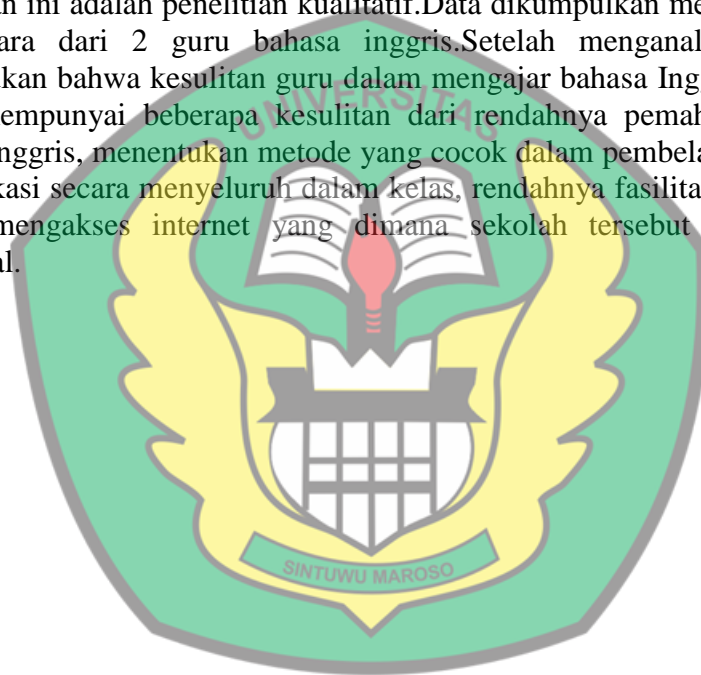 an ini adalah penelitian kualitatif.Data dikumpulkan me
ara dari 2 guru bahasa inggris.Setelah menganal
kan bahwa kesulitan guru dalam mengajar bahasa Ing
empunyai beberapa kesulitan dari rendahnya pemah
nggris, menentukan metode yang cocok dalam pembela
kasi secara menyeluruh dalam kelas, rendahnya fasilita
mengakses internet yang dimana sekolah tersebut
al.
UNIVERSITAS
SINTUWU MAROSO